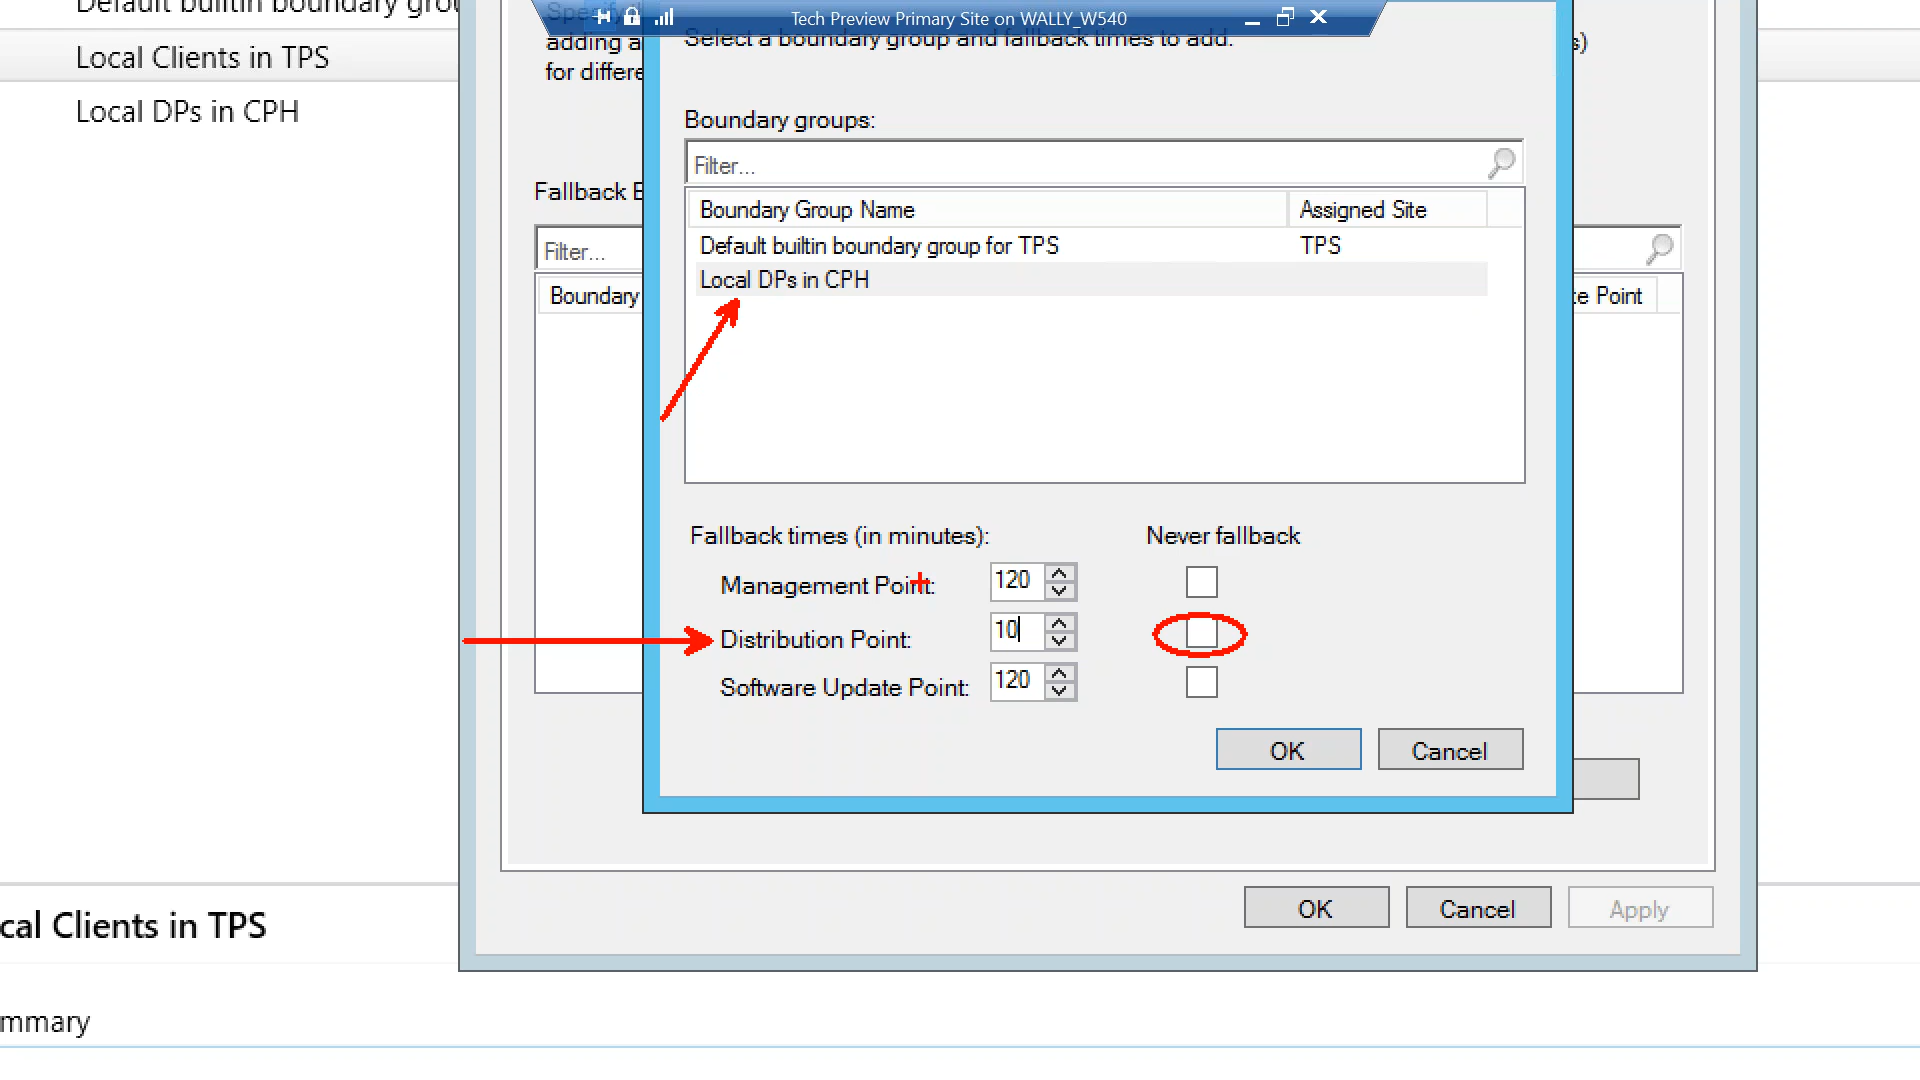 Default builtin boundary grou
Local Clients in TPS
Local DPs in CPH
Tech Preview Primary Site on WALLY_W540
adding a
for differe
s)
Select a boundary group and fallback times to add.
Boundary groups:
Filter...
Boundary Group Name Assigned Site
Default builtin boundary group for TPS TPS
Local DPs in CPH
Fallback B
Filter...
Boundary
te Point
Fallback times (in minutes): Never fallback
Management Point: 120
Distribution Point: 10
Software Update Point: 120
OK Cancel
OK Cancel Apply
cal Clients in TPS
mmary